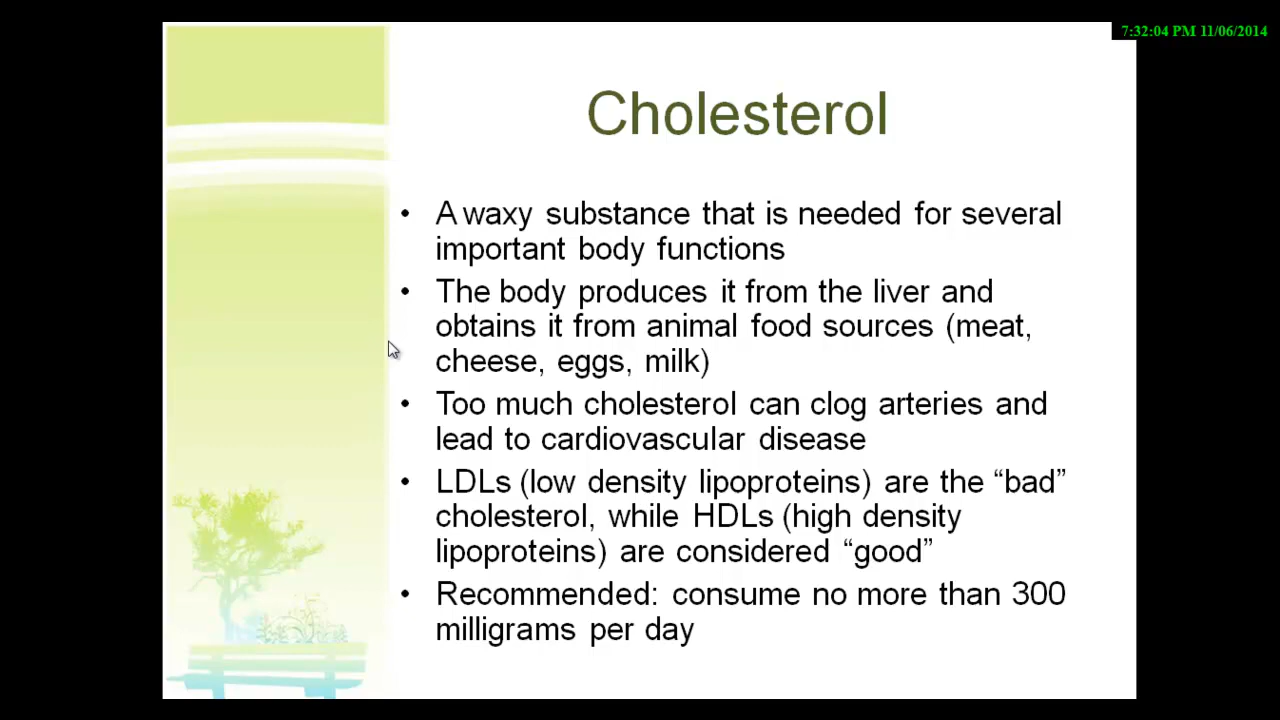 7:32:04 PM 11/06/2014
Cholesterol
• A waxy substance that is needed for several
important body functions
• The body produces it from the liver and
obtains it from animal food sources (meat,
cheese, eggs, milk)
• Too much cholesterol can clog arteries and
lead to cardiovascular disease
• LDLs (low density lipoproteins) are the “bad”
cholesterol, while HDLs (high density
lipoproteins) are considered “good”
• Recommended: consume no more than 300
milligrams per day